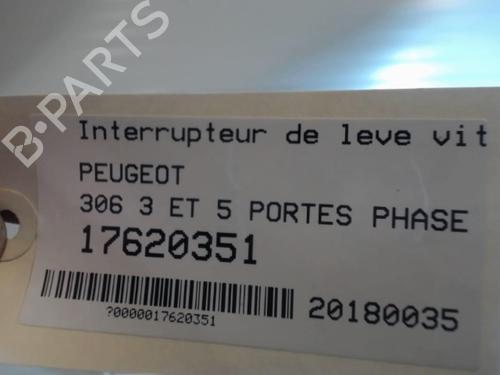 B-PARTS
Interrupteur de leve vit
PEUGEOT
306 3 ET 5 PORTES PHASE
17620351
?0000017620351
20180035